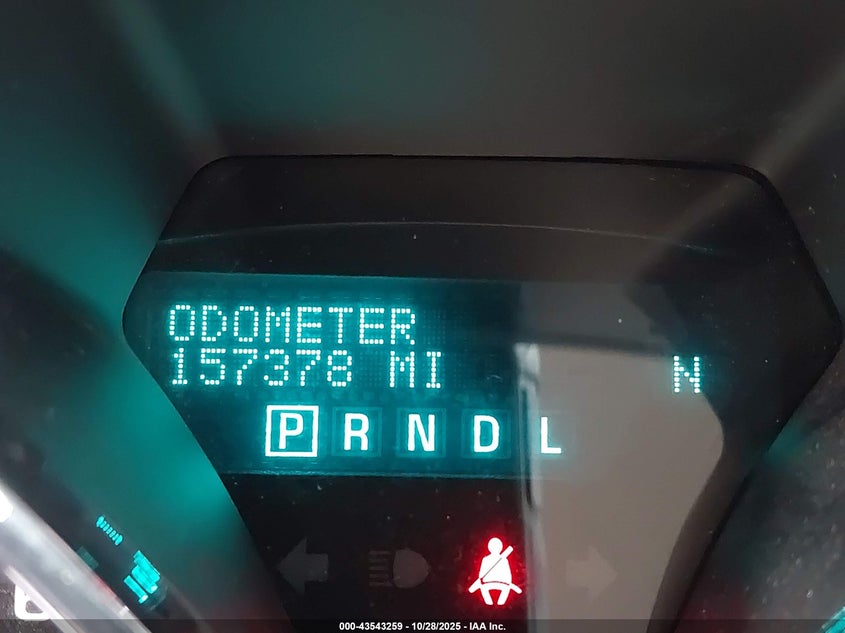 ODOMETER
157378 MI N
P R N D L
000-43543259 - 10/28/2025 - IAA Inc.